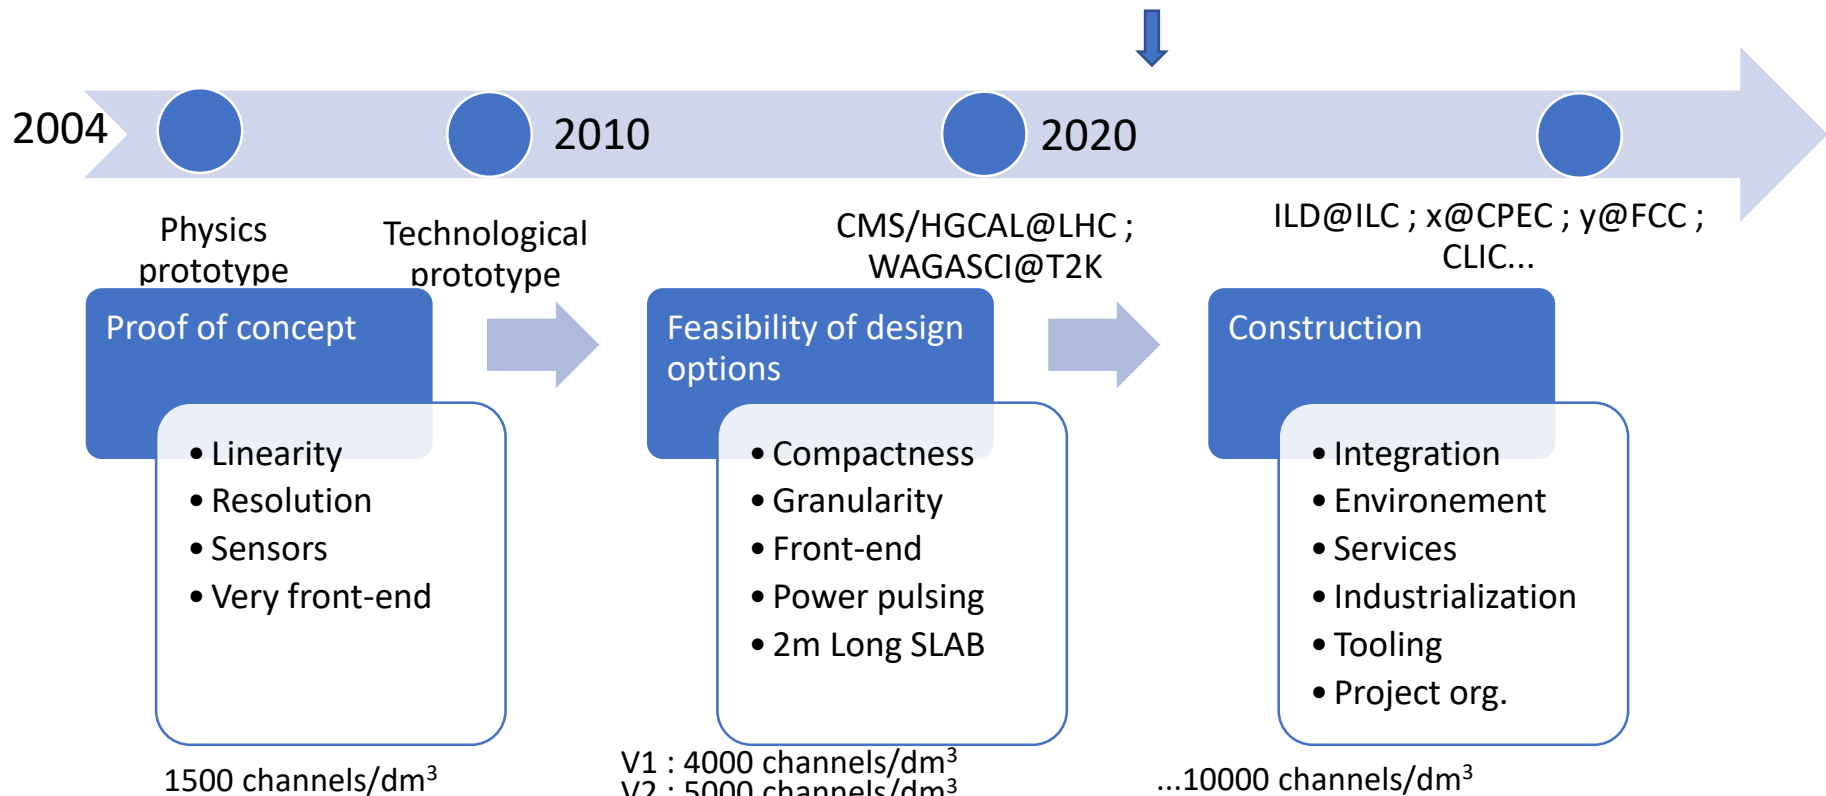 2004
2010
2020
Physics
prototype
Technological
prototype
CMS/HGCAL@LHC ;
WAGASCI@T2K
ILD@ILC ; x@CPEC ; y@FCC ;
CLIC...
Proof of concept
• Linearity
• Resolution
• Sensors
• Very front-end
1500 channels/dm³
Feasibility of design
options
• Compactness
• Granularity
• Front-end
• Power pulsing
• 2m Long SLAB
V1 : 4000 channels/dm³
V2 : 5000 channels/dm³
Construction
• Integration
• Environement
• Services
• Industrialization
• Tooling
• Project org.
...10000 channels/dm³